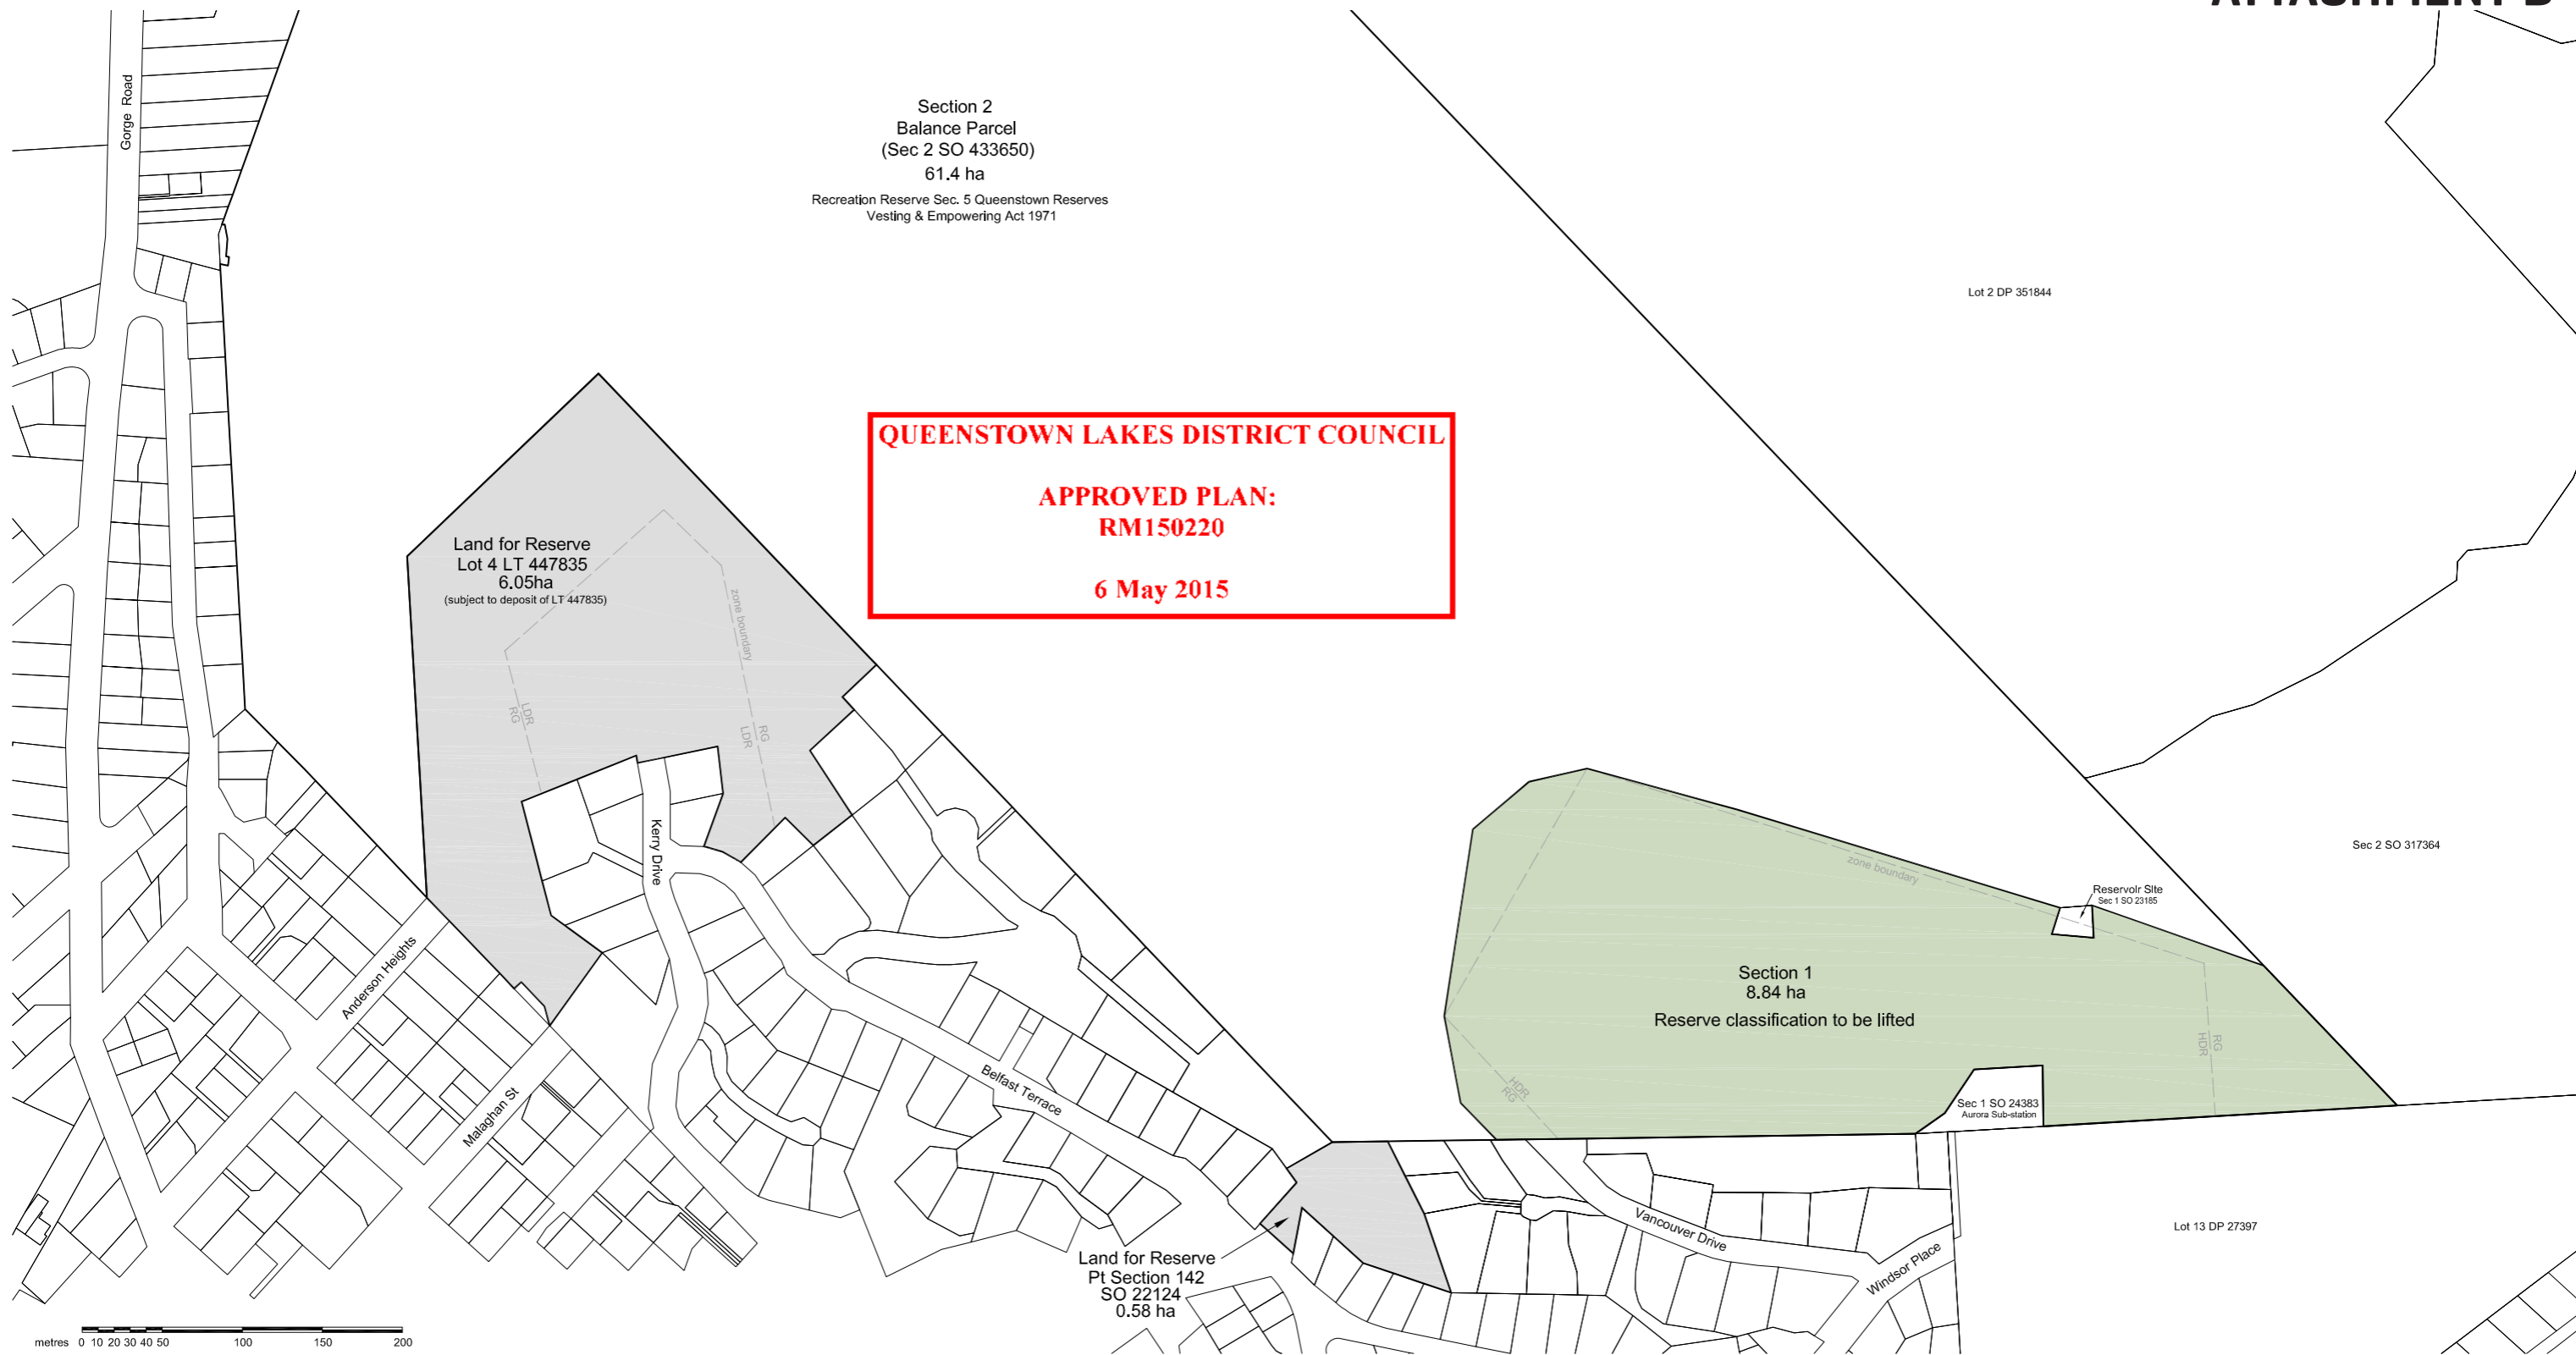 ATTACHMENT B
Gorge Road
Section 2
Balance Parcel
(Sec 2 SO 433650)
61.4 ha
Recreation Reserve Sec. 5 Queenstown Reserves
Vesting & Empowering Act 1971
Lot 2 DP 351844
QUEENSTOWN LAKES DISTRICT COUNCIL
APPROVED PLAN:
RM150220
6 May 2015
Land for Reserve
Lot 4 LT 447835
6.05ha
(subject to deposit of LT 447835)
zone boundary
LDR
RG
RG
LDR
Kerry Drive
zone boundary
Sec 2 SO 317364
Reservoir Site
Sec 1 SO 23185
Anderson Heights
Section 1
8.84 ha
Reserve classification to be lifted
RG
HDR
HDR
RG
Belfast Terrace
Malaghan St
Sec 1 SO 24383
Aurora Sub-station
Vancouver Drive
Windsor Place
Lot 13 DP 27397
Land for Reserve
Pt Section 142
SO 22124
0.58 ha
metres 0 10 20 30 40 50 100 150 200